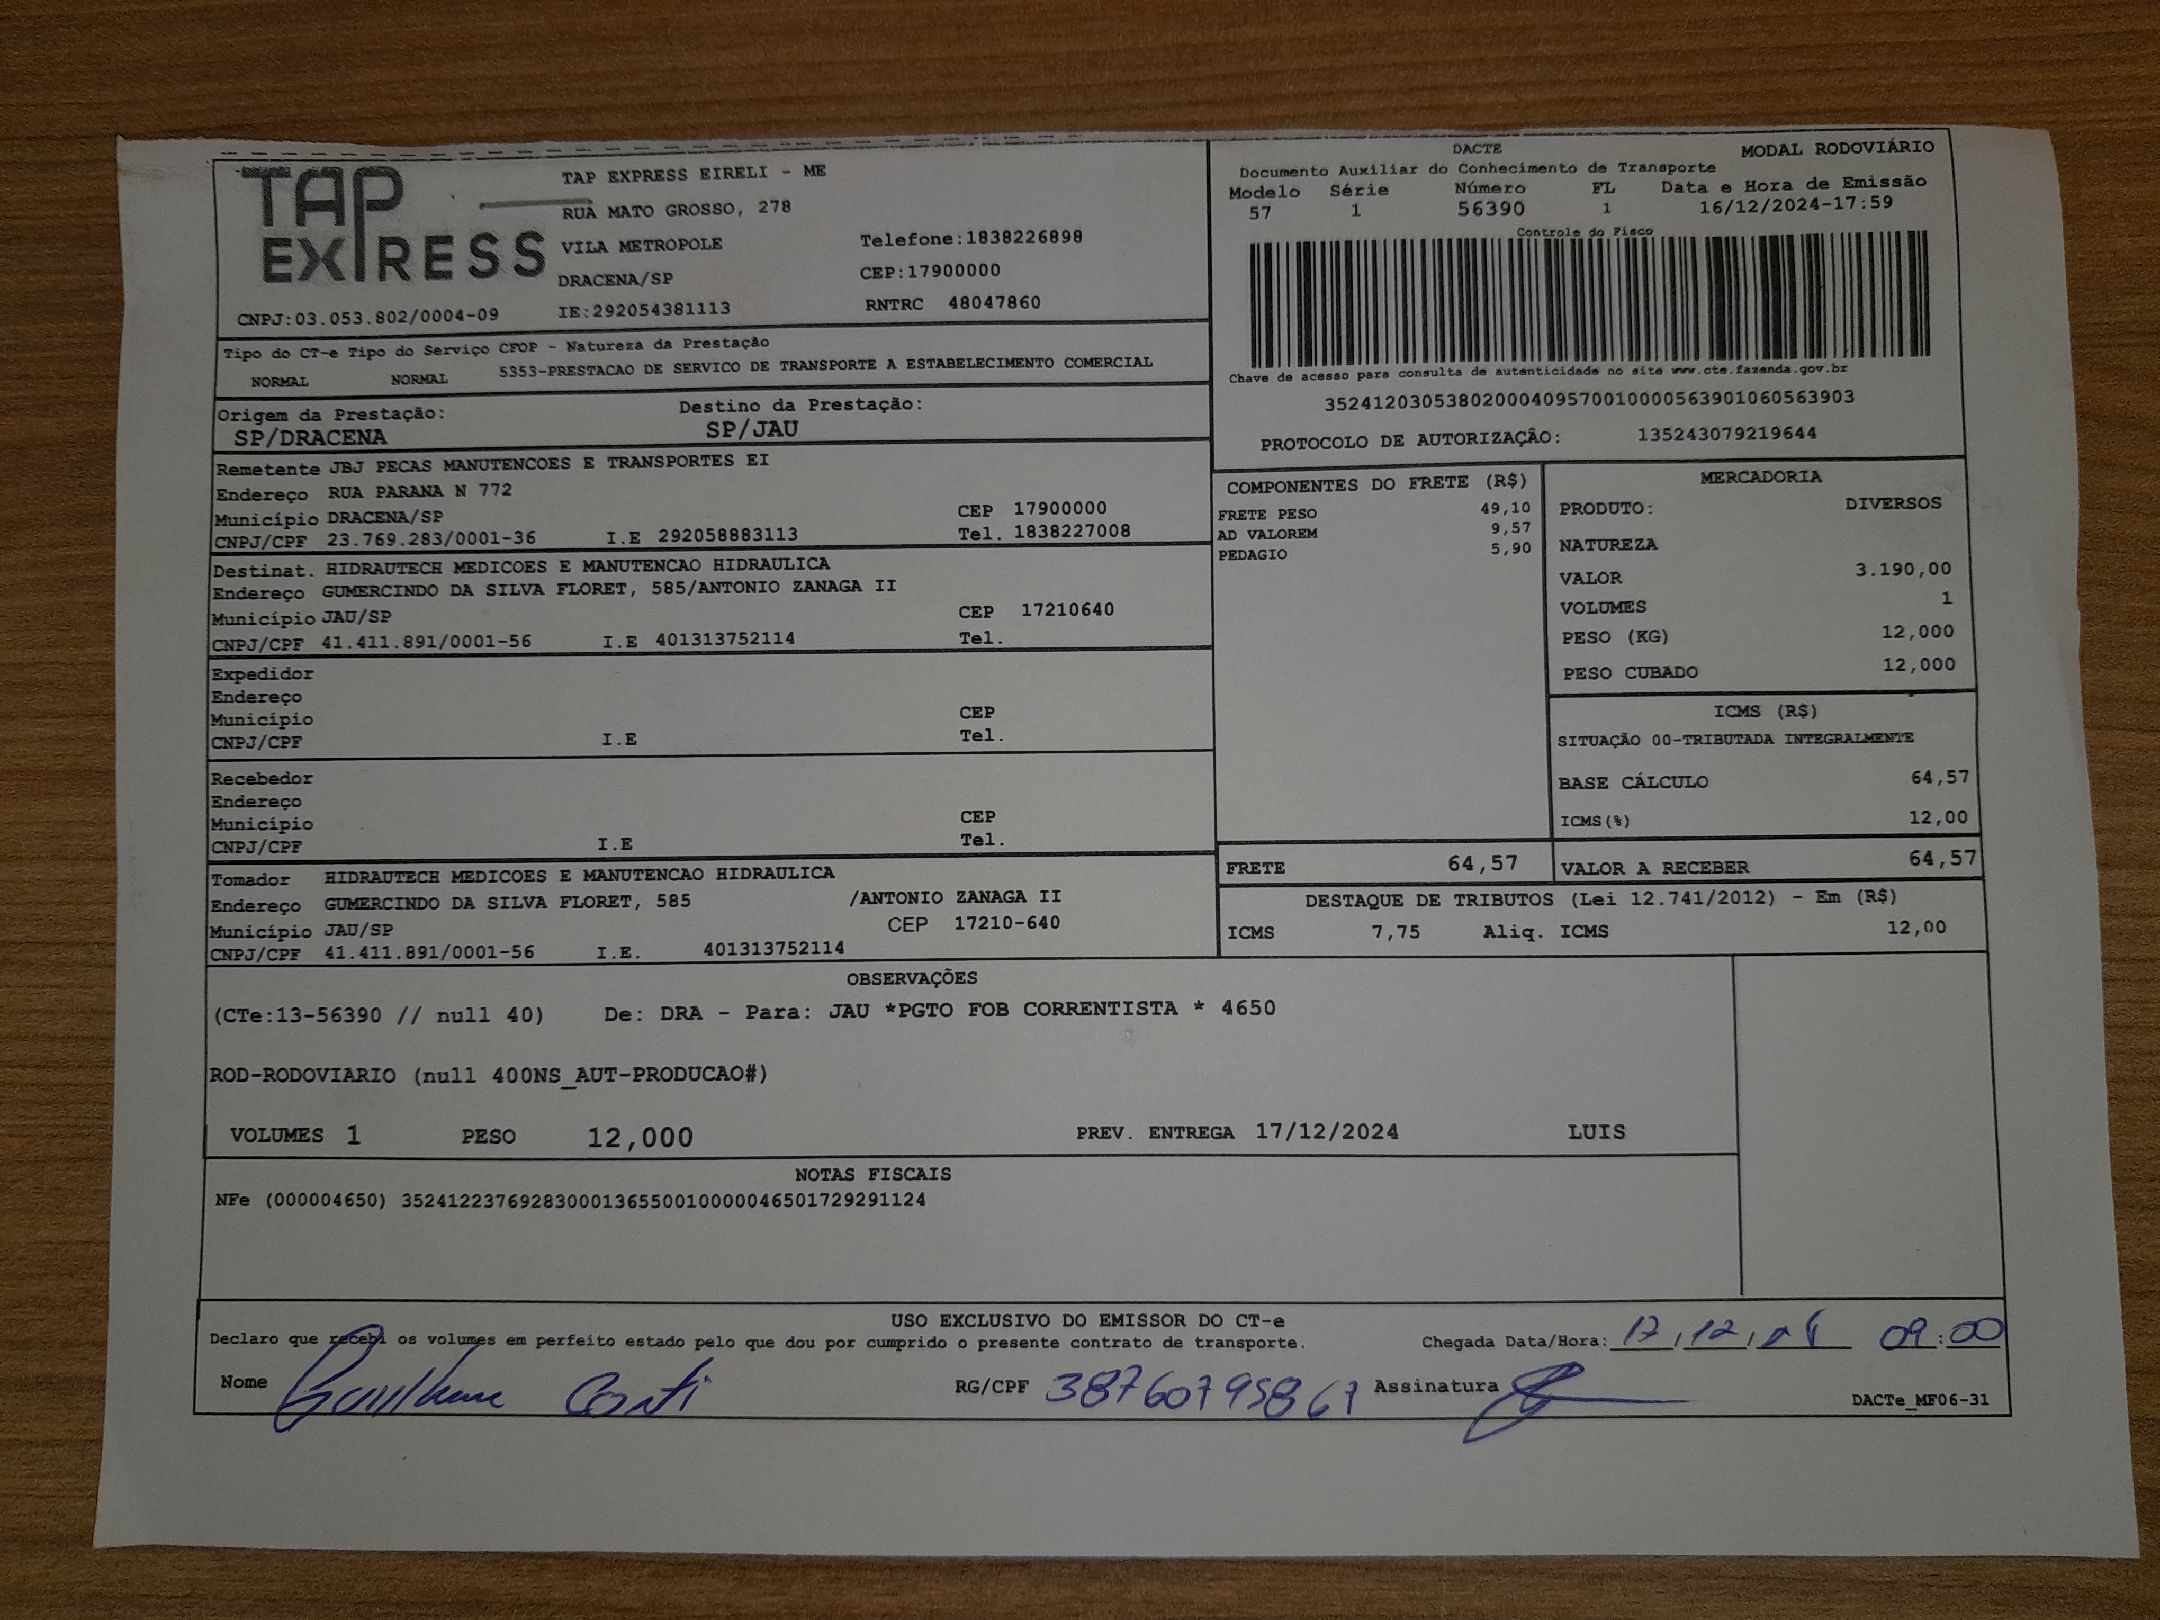 TAP
EXPRESS
TAP EXPRESS EIRELI - ME
RUA MATO GROSSO, 278
VILA METROPOLE Telefone:1838226898
DRACENA/SP CEP:17900000
CNPJ:03.053.802/0004-09 IE:292054381113 RNTRC 48047860
DACTE MODAL RODOVIÁRIO
Documento Auxiliar do Conhecimento de Transporte
Modelo Série Número FL Data e Hora de Emissão
57 1 56390 1 16/12/2024-17:59
Controle do Fisco
Chave de acesso para consulta de autenticidade no site www.cte.fazenda.gov.br
35241203053802000409570010000563901060563903
PROTOCOLO DE AUTORIZAÇÃO: 135243079219644
Tipo do CT-e Tipo do Serviço CFOP - Natureza da Prestação
NORMAL NORMAL 5353-PRESTACAO DE SERVICO DE TRANSPORTE A ESTABELECIMENTO COMERCIAL
Origem da Prestação: Destino da Prestação:
SP/DRACENA SP/JAU
Remetente JBJ PECAS MANUTENCOES E TRANSPORTES EI
Endereço RUA PARANA N 772
Município DRACENA/SP CEP 17900000
CNPJ/CPF 23.769.283/0001-36 I.E 292058883113 Tel. 1838227008
Destinat. HIDRAUTECH MEDICOES E MANUTENCAO HIDRAULICA
Endereço GUMERCINDO DA SILVA FLORET, 585/ANTONIO ZANAGA II
Município JAU/SP CEP 17210640
CNPJ/CPF 41.411.891/0001-56 I.E 401313752114 Tel.
Expedidor
Endereço
Município CEP
CNPJ/CPF I.E Tel.
Recebedor
Endereço
Município CEP
CNPJ/CPF I.E Tel.
Tomador HIDRAUTECH MEDICOES E MANUTENCAO HIDRAULICA
Endereço GUMERCINDO DA SILVA FLORET, 585 /ANTONIO ZANAGA II
Município JAU/SP CEP 17210-640
CNPJ/CPF 41.411.891/0001-56 I.E. 401313752114
COMPONENTES DO FRETE (R$)
FRETE PESO 49,10
AD VALOREM 9,57
PEDAGIO 5,90
MERCADORIA
PRODUTO: DIVERSOS
NATUREZA
VALOR 3.190,00
VOLUMES 1
PESO (KG) 12,000
PESO CUBADO 12,000
ICMS (R$)
SITUAÇÃO 00-TRIBUTADA INTEGRALMENTE
BASE CÁLCULO 64,57
ICMS(%) 12,00
FRETE 64,57 VALOR A RECEBER 64,57
DESTAQUE DE TRIBUTOS (Lei 12.741/2012) - Em (R$)
ICMS 7,75 Aliq. ICMS 12,00
OBSERVAÇÕES
(CTe:13-56390 // null 40) De: DRA - Para: JAU *PGTO FOB CORRENTISTA * 4650
ROD-RODOVIARIO (null 400NS_AUT-PRODUCAO#)
VOLUMES 1 PESO 12,000 PREV. ENTREGA 17/12/2024 LUIS
NOTAS FISCAIS
NFe (000004650) 35241223769283000136550010000046501729291124
USO EXCLUSIVO DO EMISSOR DO CT-e
Declaro que recebi os volumes em perfeito estado pelo que dou por cumprido o presente contrato de transporte. Chegada Data/Hora: 17/12/24 09:00
Nome Guilherme Conti RG/CPF 38760795867 Assinatura
DACTe_MF06-31